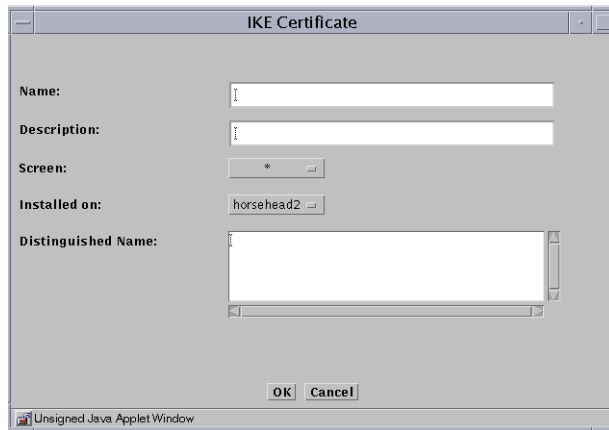 IKE Certificate
Name:
Description:
Screen: *
Installed on: horsehead2
Distinguished Name:
OK Cancel
Unsigned Java Applet Window